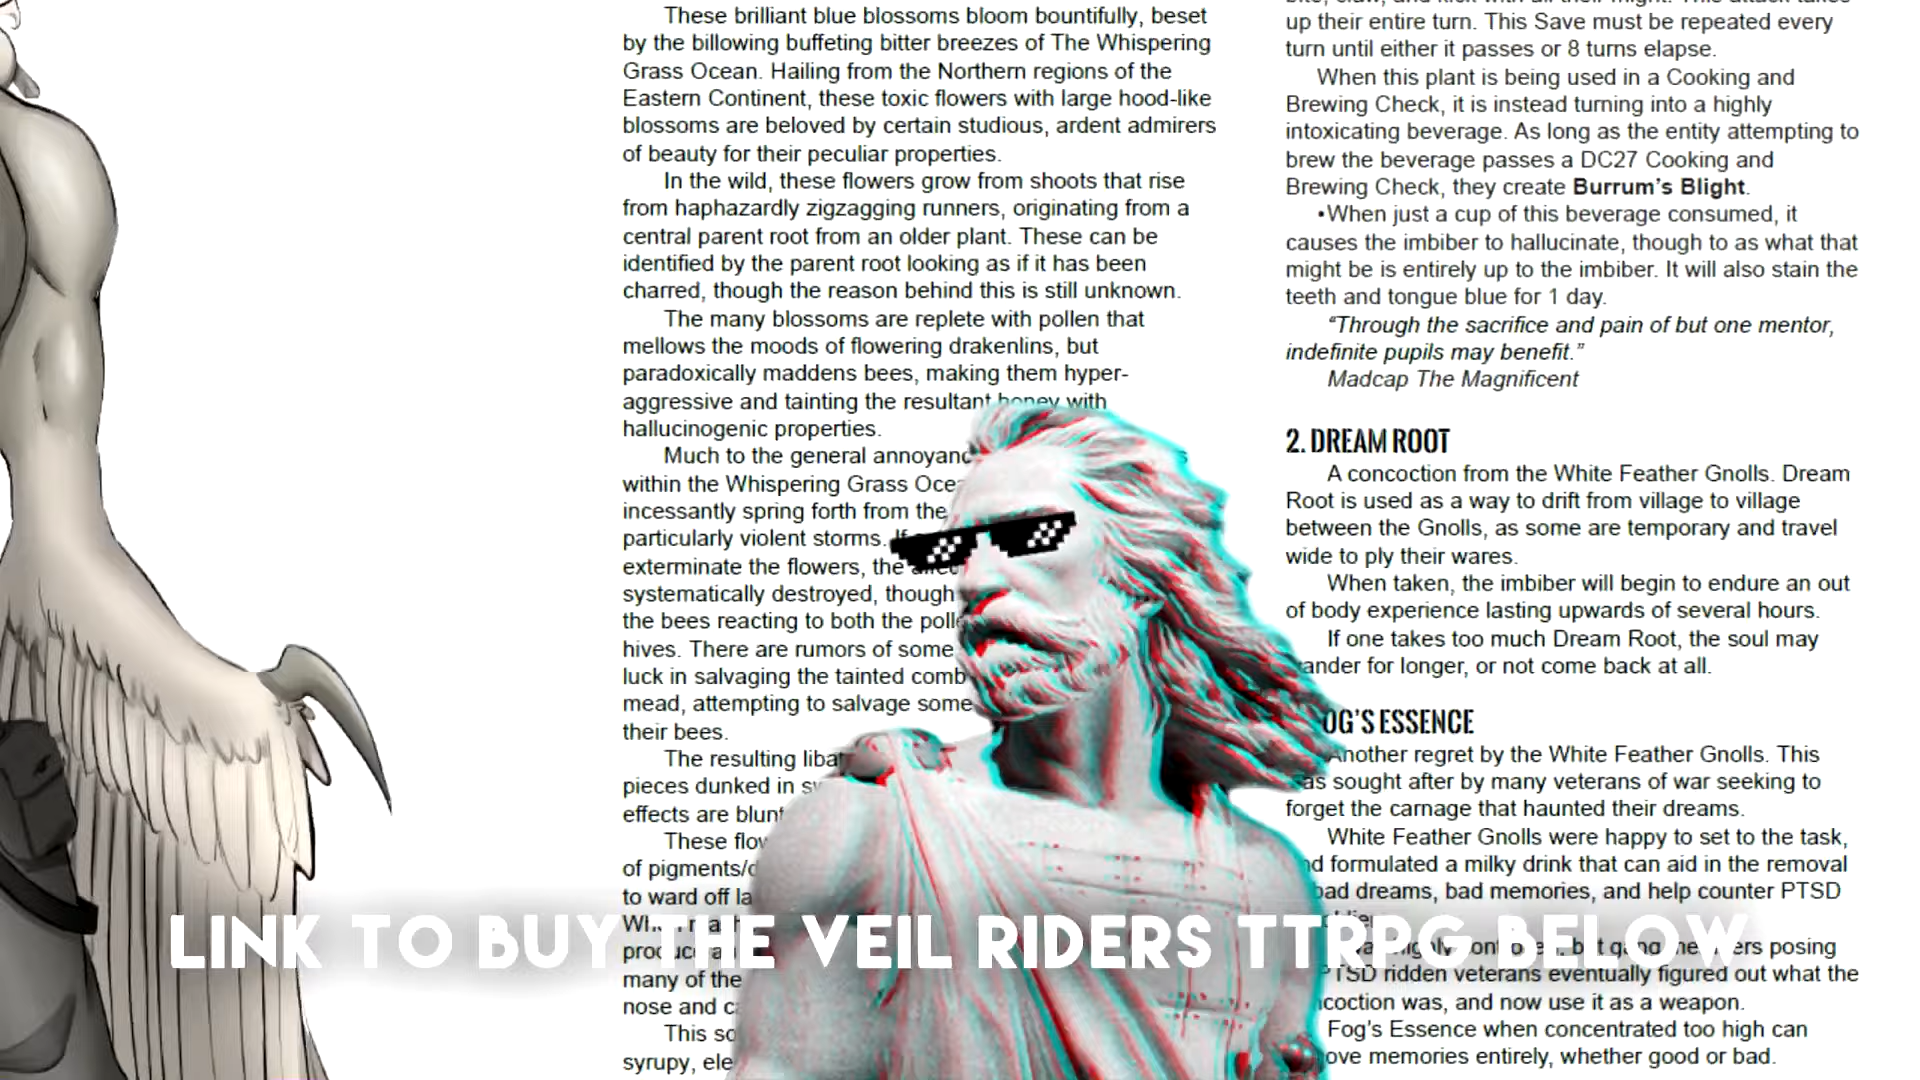 These brilliant blue blossoms bloom bountifully, beset
by the billowing buffeting bitter breezes of The Whispering
Grass Ocean. Hailing from the Northern regions of the
Eastern Continent, these toxic flowers with large hood-like
blossoms are beloved by certain studious, ardent admirers
of beauty for their peculiar properties.
In the wild, these flowers grow from shoots that rise
from haphazardly zigzagging runners, originating from a
central parent root from an older plant. These can be
identified by the parent root looking as if it has been
charred, though the reason behind this is still unknown.
The many blossoms are replete with pollen that
mellows the moods of flowering drakenlins, but
paradoxically maddens bees, making them hyper-
aggressive and tainting the resultant honey with
hallucinogenic properties.
Much to the general
within the Whispering Grass
incessantly spring forth from the
particularly violent storms. If
exterminate the flowers, the
systematically destroyed, though
the bees reacting to both the
hives. There are rumors of some
luck in salvaging the tainted comb
mead, attempting to salvage some
their bees.
The resulting
pieces dunked in
effects are
These
of
to ward off
many of the
nose and
This
syrupy,
up their entire turn. This Save must be repeated every
turn until either it passes or 8 turns elapse.
When this plant is being used in a Cooking and
Brewing Check, it is instead turning into a highly
intoxicating beverage. As long as the entity attempting to
brew the beverage passes a DC27 Cooking and
Brewing Check, they create Burrum's Blight.
•When just a cup of this beverage consumed, it
causes the imbiber to hallucinate, though to as what that
might be is entirely up to the imbiber. It will also stain the
teeth and tongue blue for 1 day.
"Through the sacrifice and pain of but one mentor,
indefinite pupils may benefit."
Madcap The Magnificent
2. DREAM ROOT
A concoction from the White Feather Gnolls. Dream
Root is used as a way to drift from village to village
between the Gnolls, as some are temporary and travel
wide to ply their wares.
When taken, the imbiber will begin to endure an out
of body experience lasting upwards of several hours.
If one takes too much Dream Root, the soul may
wander for longer, or not come back at all.
FOG'S ESSENCE
Another regret by the White Feather Gnolls. This
was sought after by many veterans of war seeking to
forget the carnage that haunted their dreams.
White Feather Gnolls were happy to set to the task,
and formulated a milky drink that can aid in the removal
bad dreams, bad memories, and help counter PTSD
posing
PTSD ridden veterans eventually figured out what the
concoction was, and now use it as a weapon.
Fog's Essence when concentrated too high can
memories entirely, whether good or bad.
LINK TO BUY THE VEIL RIDERS TTRPG BELOW